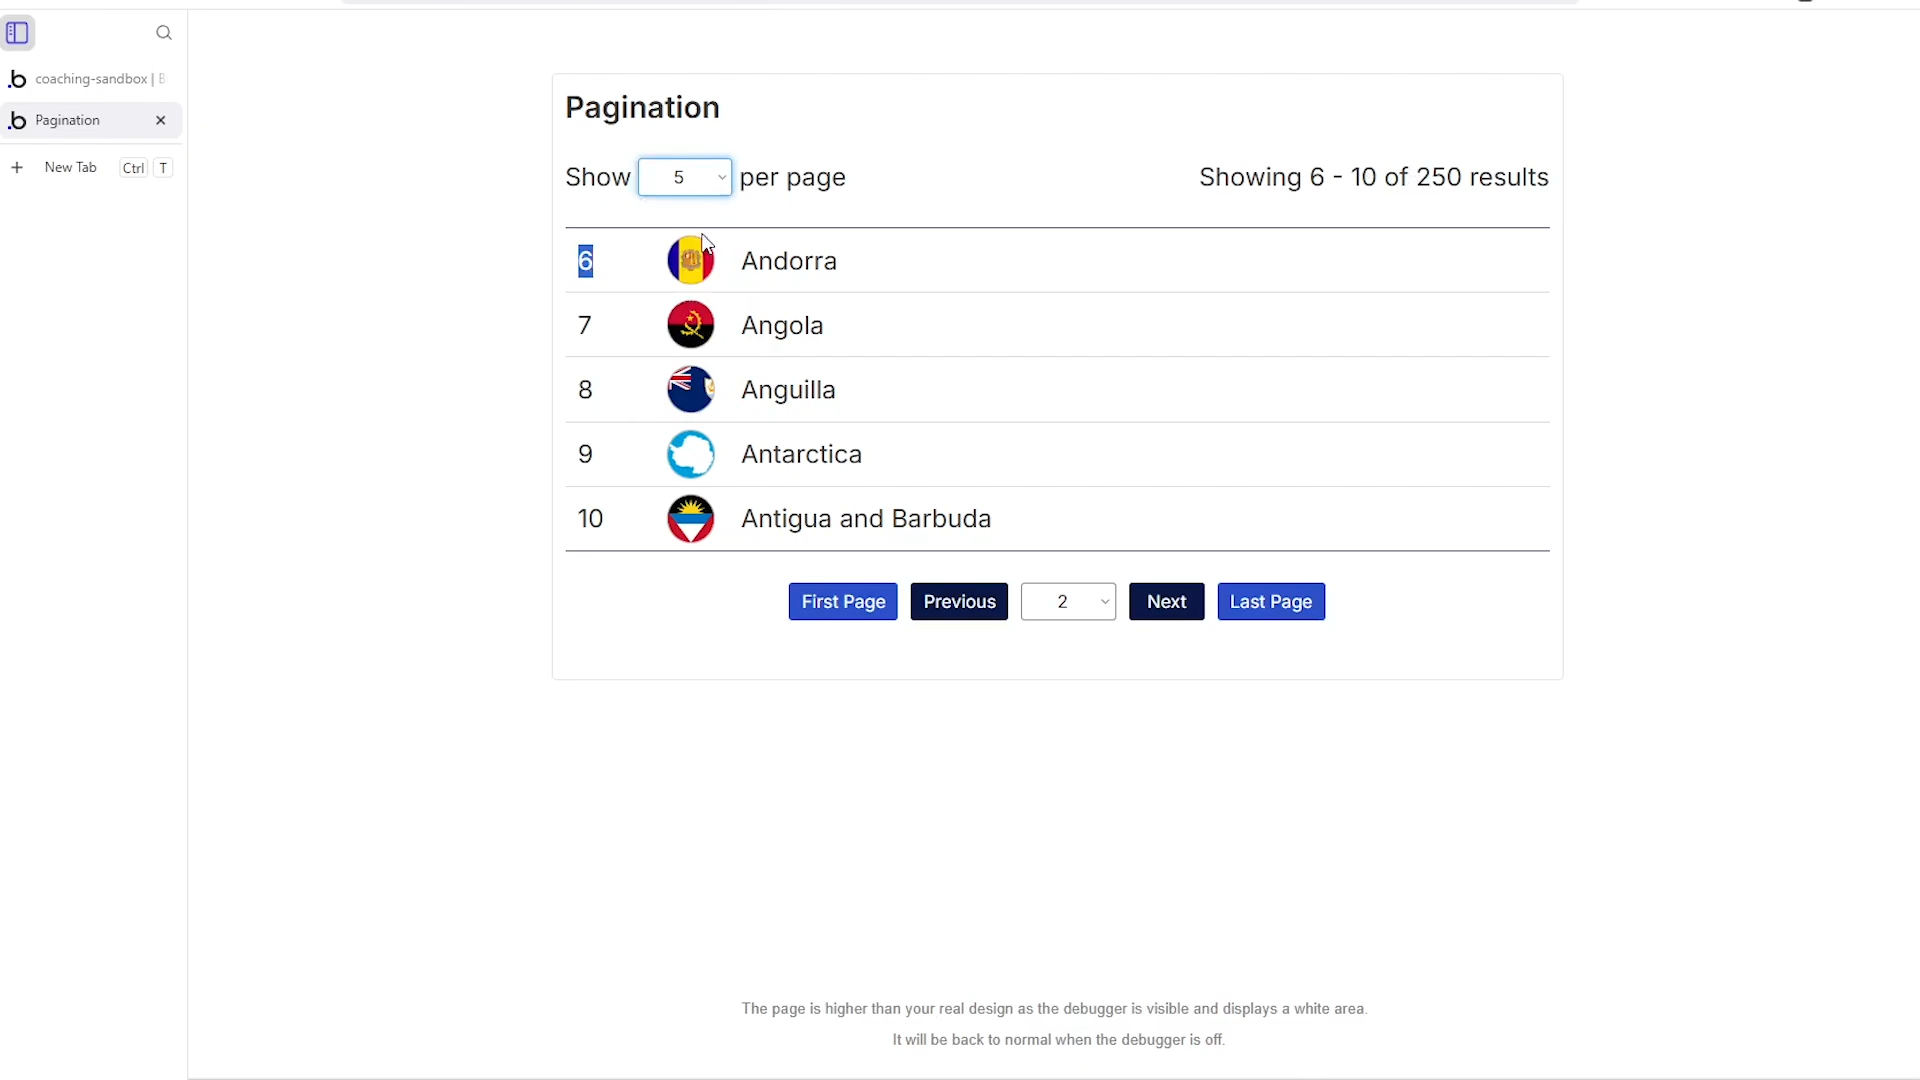 coaching-sandbox | B
Pagination
New Tab Ctrl T
Pagination
Show 5 per page
Showing 6 - 10 of 250 results
6 Andorra
7 Angola
8 Anguilla
9 Antarctica
10 Antigua and Barbuda
First Page Previous 2 Next Last Page
The page is higher than your real design as the debugger is visible and displays a white area.
It will be back to normal when the debugger is off.